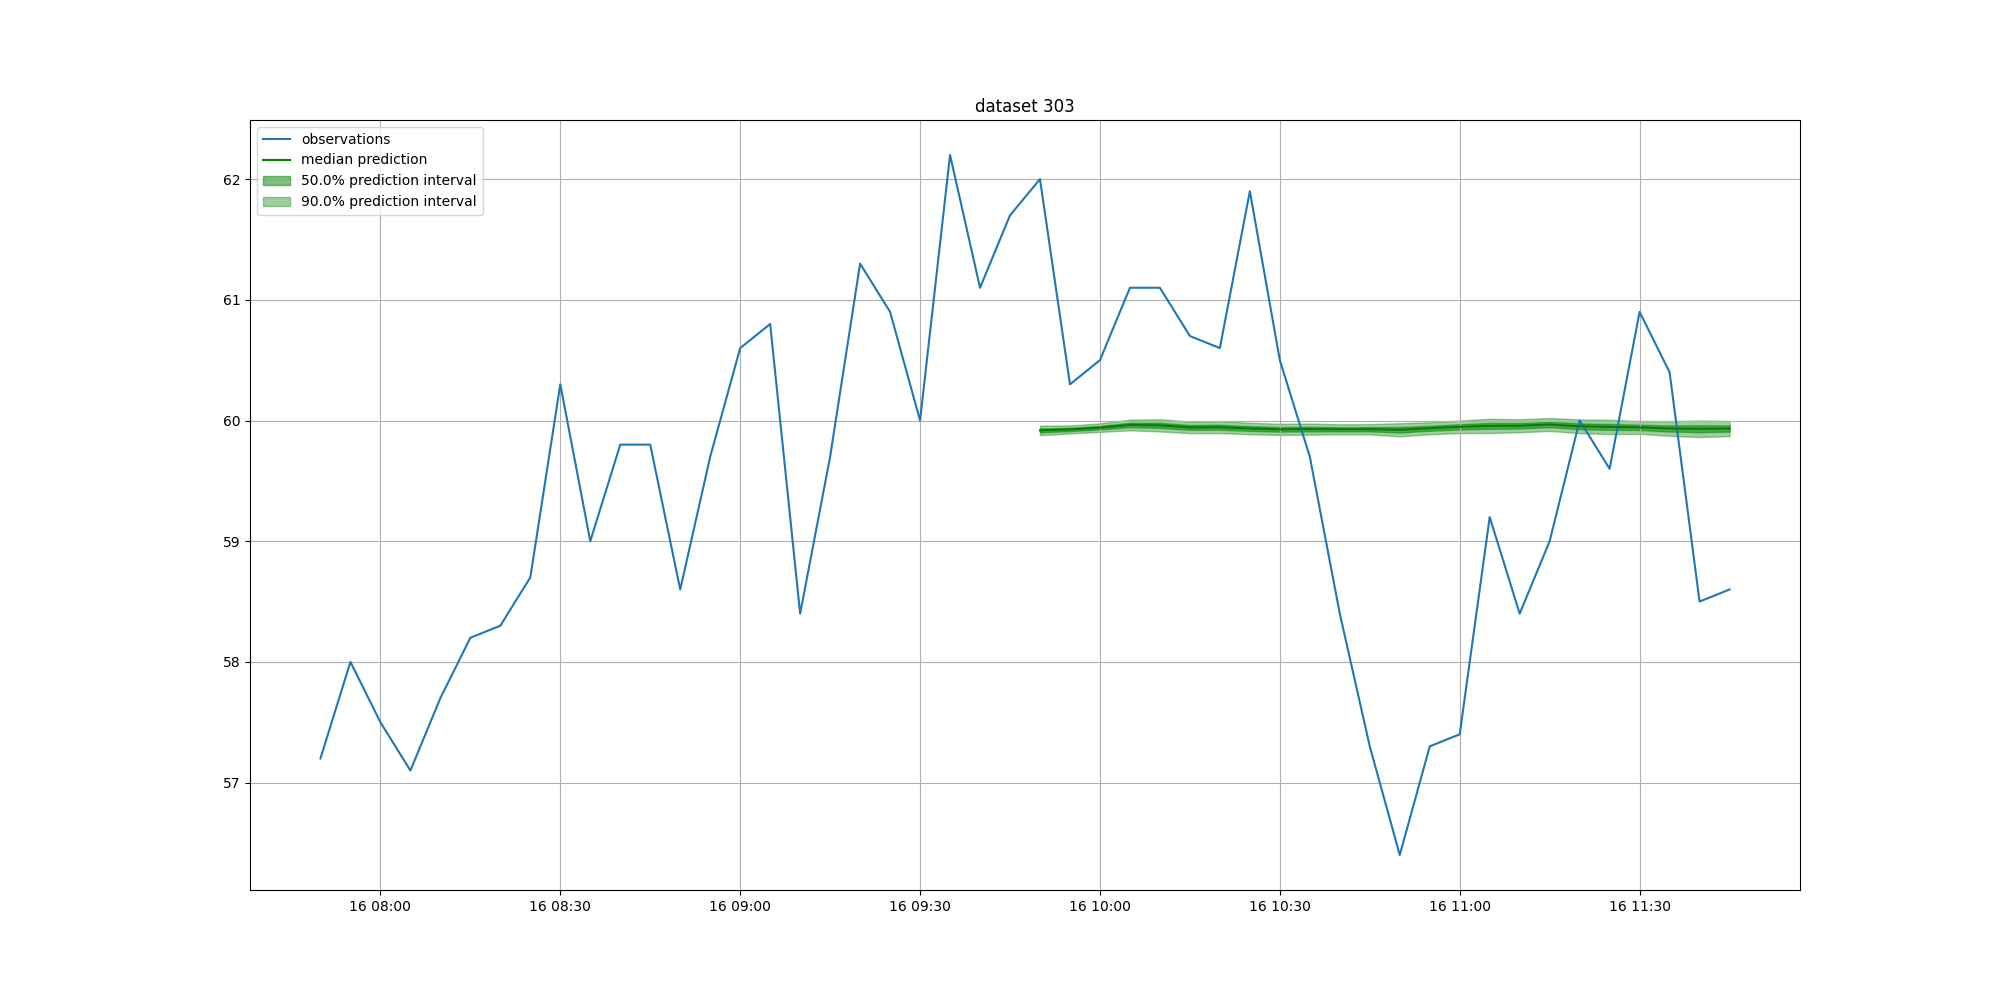 dataset 303
observations
median prediction
50.0% prediction interval
90.0% prediction interval
62
61
60
59
58
57
16 08:00
16 08:30
16 09:00
16 09:30
16 10:00
16 10:30
16 11:00
16 11:30